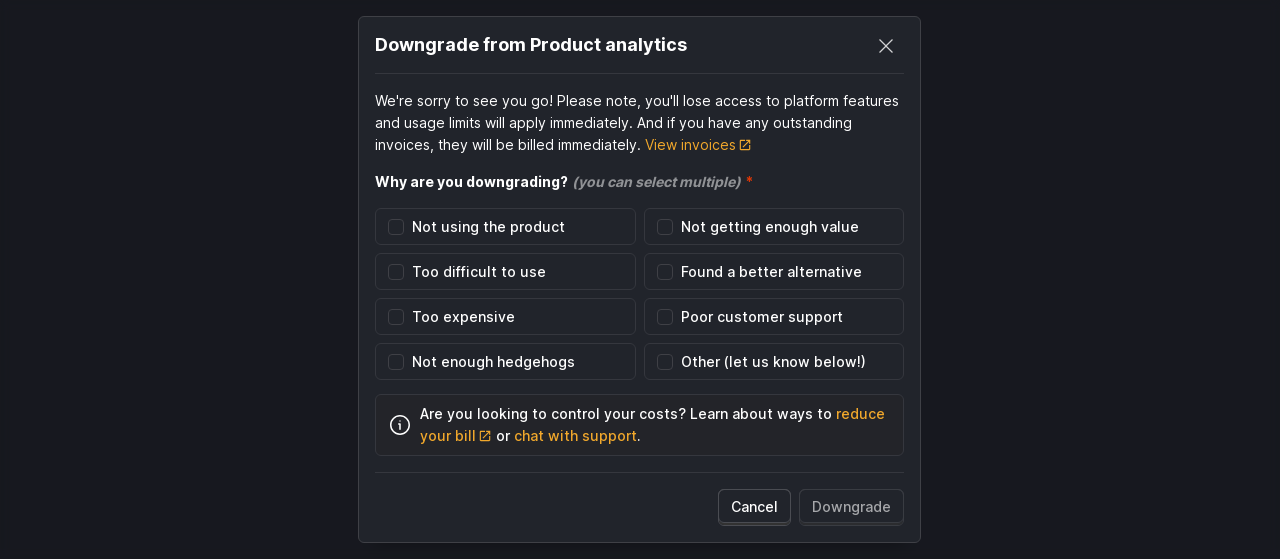 Downgrade from Product analytics
We're sorry to see you go! Please note, you'll lose access to platform features
and usage limits will apply immediately. And if you have any outstanding
invoices, they will be billed immediately. View invoices
Why are you downgrading? (you can select multiple) *
Not using the product
Not getting enough value
Too difficult to use
Found a better alternative
Too expensive
Poor customer support
Not enough hedgehogs
Other (let us know below!)
Are you looking to control your costs? Learn about ways to reduce
your bill or chat with support.
Cancel
Downgrade